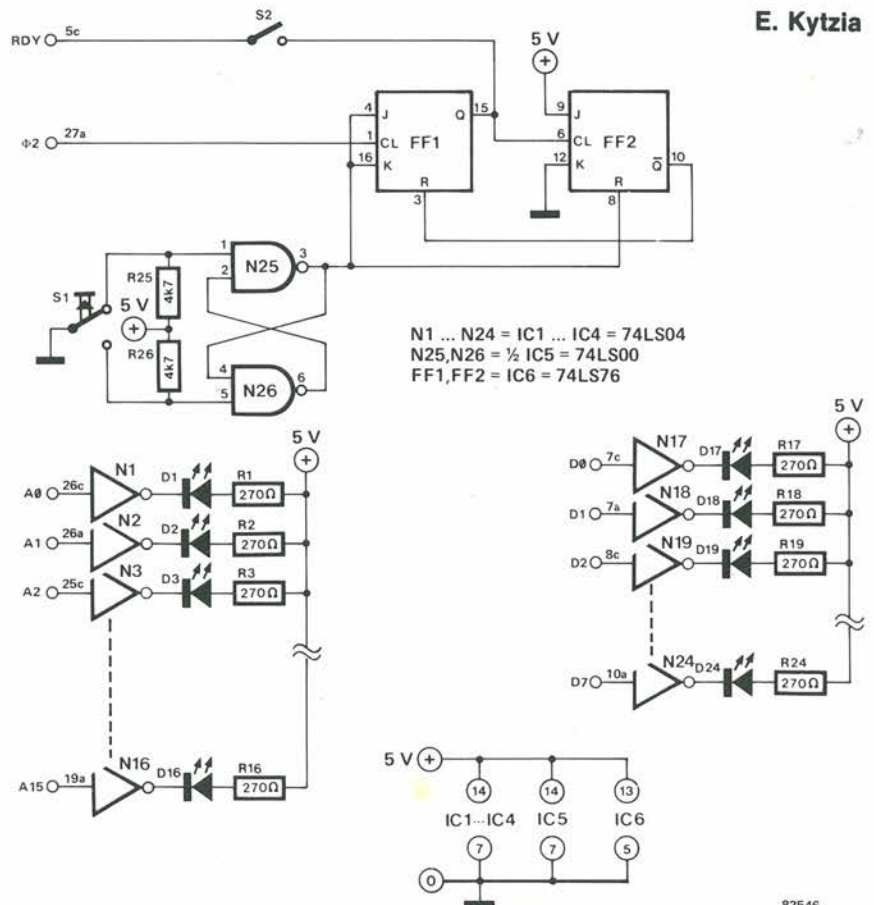 E. Kytzia
S2
RDY 5c
5 V
+
4 J Q 15
9 J
Φ2 27a
1 CL FF1
6 CL FF2
16 K
12 K Q̅ 10
R
3
R
8
1
2
N25
3
R25
4k7
S1
5 V
+
R26
4k7
4
5
N26
6
N1 ... N24 = IC1 ... IC4 = 74LS04
N25,N26 = ½ IC5 = 74LS00
FF1,FF2 = IC6 = 74LS76
5 V
+
A0 26c N1 D1 R1 270Ω
A1 26a N2 D2 R2 270Ω
A2 25c N3 D3 R3 270Ω
A15 19a N16 D16 R16 270Ω
5 V
+
D0 7c N17 D17 R17 270Ω
D1 7a N18 D18 R18 270Ω
D2 8c N19 D19 R19 270Ω
D7 10a N24 D24 R24 270Ω
5 V +
14 14 13
IC1...IC4 IC5 IC6
7 7 5
0
82546